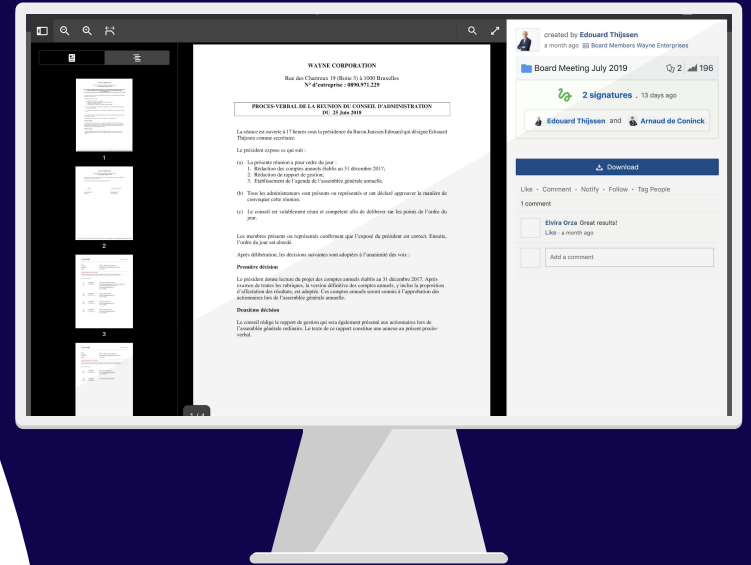 WAYNE CORPORATION
Rue des Chartreux 19 (Boite 3) à 1000 Bruxelles
N° d'entreprise : 0890.971.229
PROCES-VERBAL DE LA REUNION DU CONSEIL D'ADMINISTRATION
DU 25 Juin 2018
La séance est ouverte à 17 heures sous la présidence du Baron Janssen Edouard qui désigne Edouard
Thijssen comme secrétaire.
Le président expose ce qui suit :
(a) La présente réunion a pour ordre du jour :
1. Rédaction des comptes annuels établis au 31 décembre 2017;
2. Rédaction du rapport de gestion;
3. Etablissement de l'agenda de l'assemblée générale annuelle.
(b) Tous les administrateurs sont présents ou représentés et ont déclaré approuver la manière de
convoquer cette réunion.
(c) Le conseil est valablement réuni et compétent afin de délibérer sur les points de l'ordre du
jour.
Les membres présents ou représentés confirment que l'exposé du président est correct. Ensuite,
l'ordre du jour est abordé.
Après délibération, les décisions suivantes sont adoptées à l'unanimité des voix :
Première décision
Le président donne lecture du projet des comptes annuels établis au 31 décembre 2017. Après
examen de toutes les rubriques, la version définitive des comptes annuels, y inclus la proposition
d'affectation des résultats, est adoptée. Ces comptes annuels seront soumis à l'approbation des
actionnaires lors de l'assemblée générale annuelle.
Deuxième décision
Le conseil rédige le rapport de gestion qui sera également présenté aux actionnaires lors de
l'assemblée générale ordinaire. Le texte de ce rapport constitue une annexe au présent procès-
verbal.
1
2
3
1 / 4
created by Edouard Thijssen
a month ago Board Members Wayne Enterprises
Board Meeting July 2019 2 196
2 signatures . 13 days ago
Edouard Thijssen and Arnaud de Coninck
Download
Like · Comment · Notify · Follow · Tag People
1 comment
Elvira Orza Great results!
Like · a month ago
Add a comment